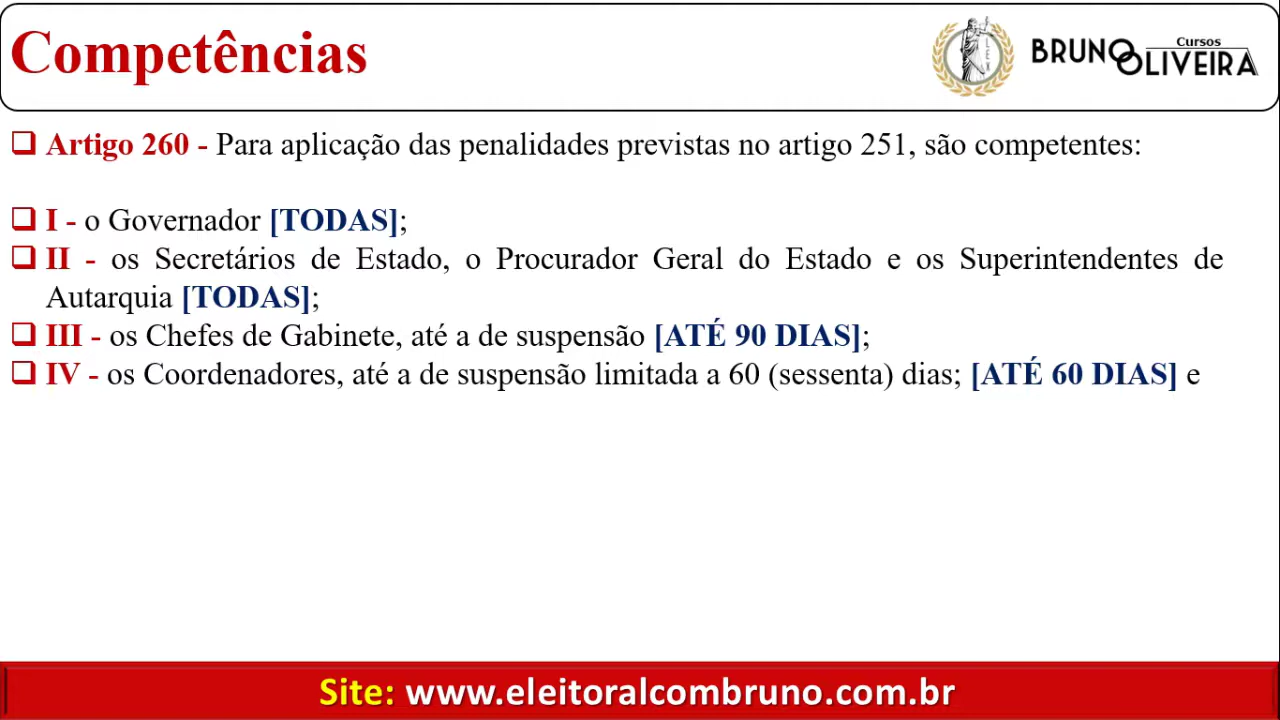 Competências
Cursos
BRUNO
OLIVEIRA
Artigo 260 - Para aplicação das penalidades previstas no artigo 251, são competentes:
I - o Governador [TODAS];
II - os Secretários de Estado, o Procurador Geral do Estado e os Superintendentes de
Autarquia [TODAS];
III - os Chefes de Gabinete, até a de suspensão [ATÉ 90 DIAS];
IV - os Coordenadores, até a de suspensão limitada a 60 (sessenta) dias; [ATÉ 60 DIAS] e
Site: www.eleitoralcombruno.com.br